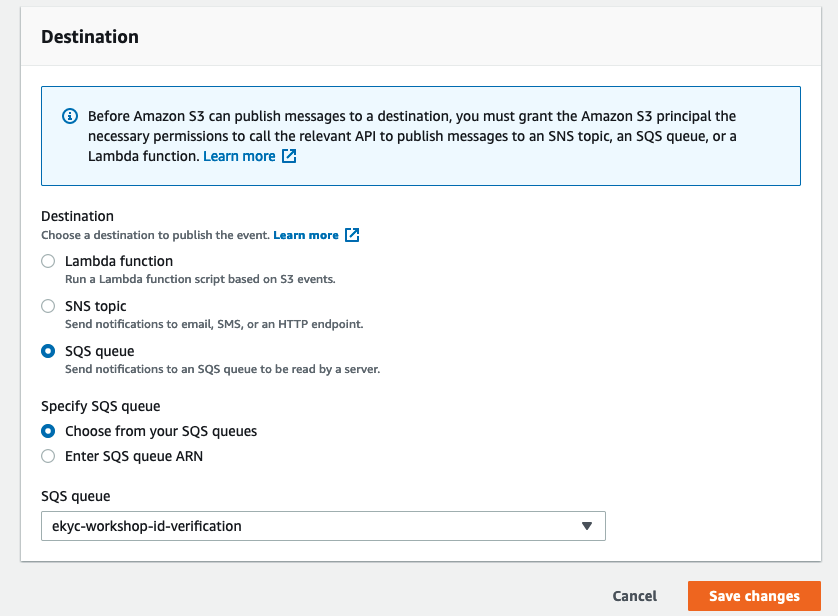 Destination
Before Amazon S3 can publish messages to a destination, you must grant the Amazon S3 principal the
necessary permissions to call the relevant API to publish messages to an SNS topic, an SQS queue, or a
Lambda function. Learn more
Destination
Choose a destination to publish the event. Learn more
Lambda function
Run a Lambda function script based on S3 events.
SNS topic
Send notifications to email, SMS, or an HTTP endpoint.
SQS queue
Send notifications to an SQS queue to be read by a server.
Specify SQS queue
Choose from your SQS queues
Enter SQS queue ARN
SQS queue
ekyc-workshop-id-verification
Cancel
Save changes